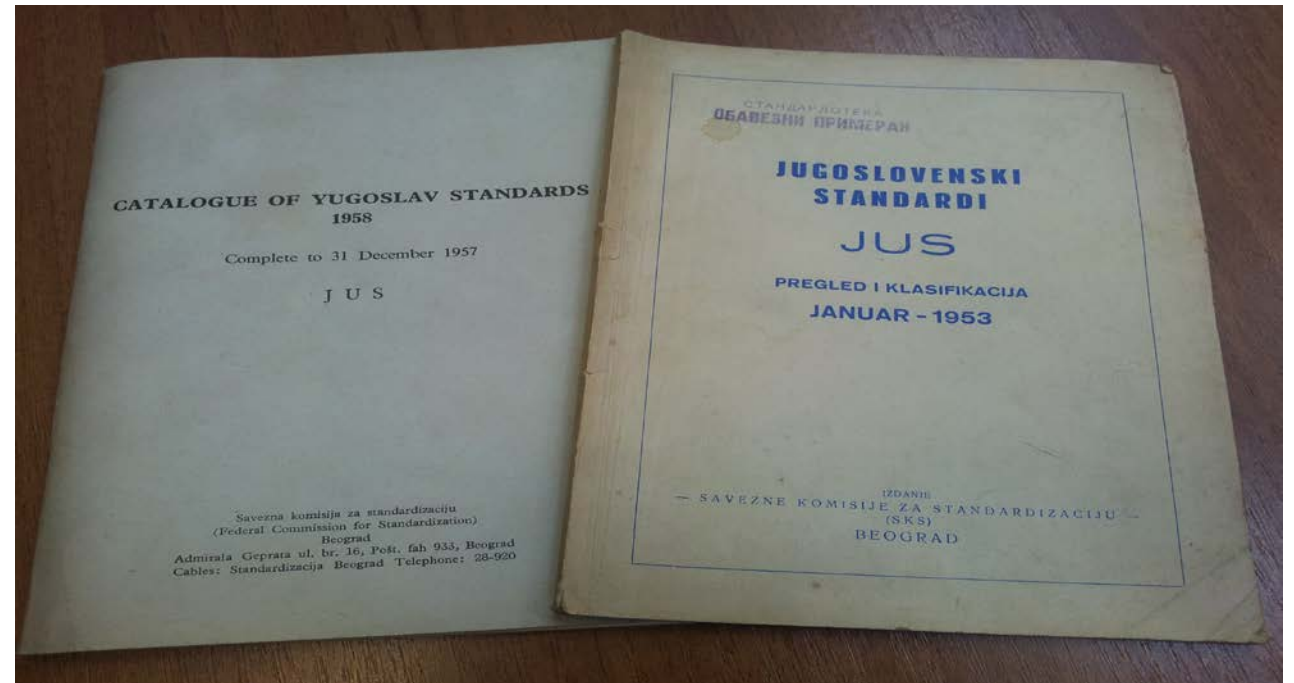 CATALOGUE OF YUGOSLAV STANDARDS
1958
Complete to 31 December 1957
J U S
Savezna komisija za standardizaciju
(Federal Commission for Standardization)
Beograd
Admirala Geprata ul. br. 16, Pošt. fah 933, Beograd
Cables: Standardizacija Beograd Telephone: 28-920
СТАНДАРДОТЕКА
ОБАВЕЗНИ ПРИМЕРАК
JUGOSLOVENSKI
STANDARDI
JUS
PREGLED I KLASIFIKACIJA
JANUAR - 1953
IZDANJE
— SAVEZNE KOMISIJE ZA STANDARDIZACIJU —
(SKS)
BEOGRAD